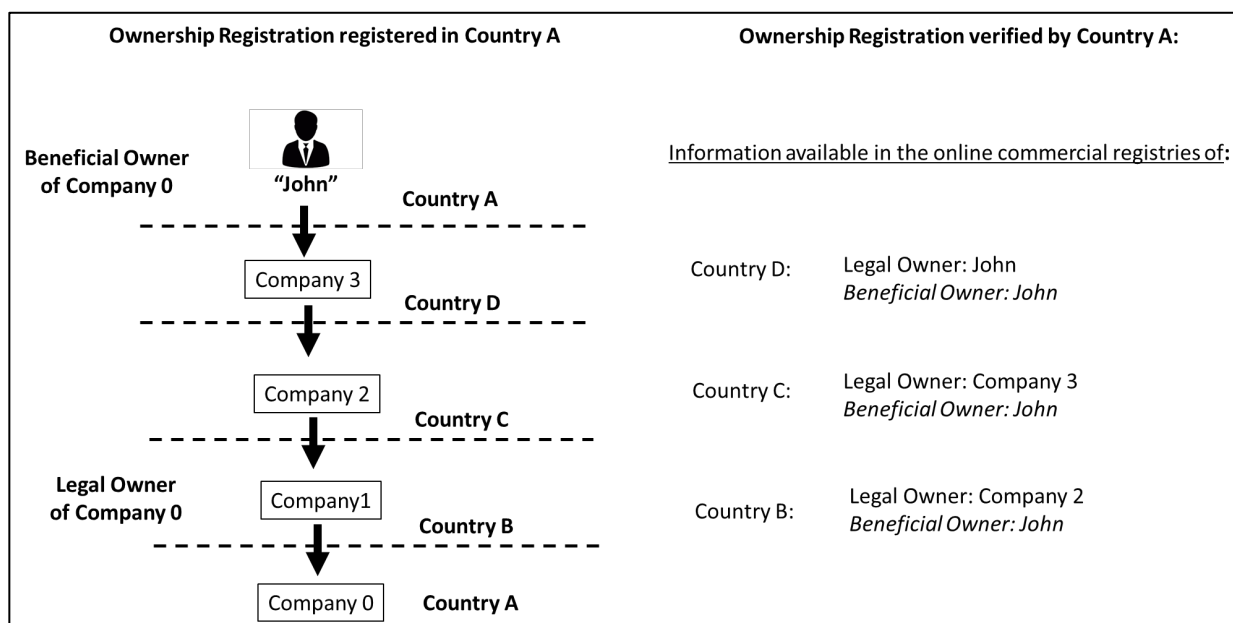 Ownership Registration registered in Country A
Beneficial Owner
of Company 0
“John”
Country A
Company 3
Country D
Company 2
Country C
Legal Owner
of Company 0
Company1
Country B
Company 0
Country A
Ownership Registration verified by Country A:
Information available in the online commercial registries of:
Country D:
Legal Owner: John
Beneficial Owner: John
Country C:
Legal Owner: Company 3
Beneficial Owner: John
Country B:
Legal Owner: Company 2
Beneficial Owner: John